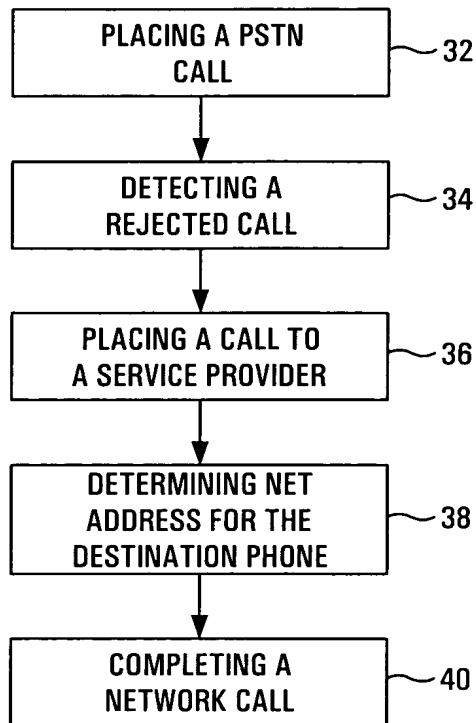 PLACING A PSTN
CALL
32
DETECTING A
REJECTED CALL
34
PLACING A CALL TO
A SERVICE PROVIDER
36
DETERMINING NET
ADDRESS FOR THE
DESTINATION PHONE
38
COMPLETING A
NETWORK CALL
40